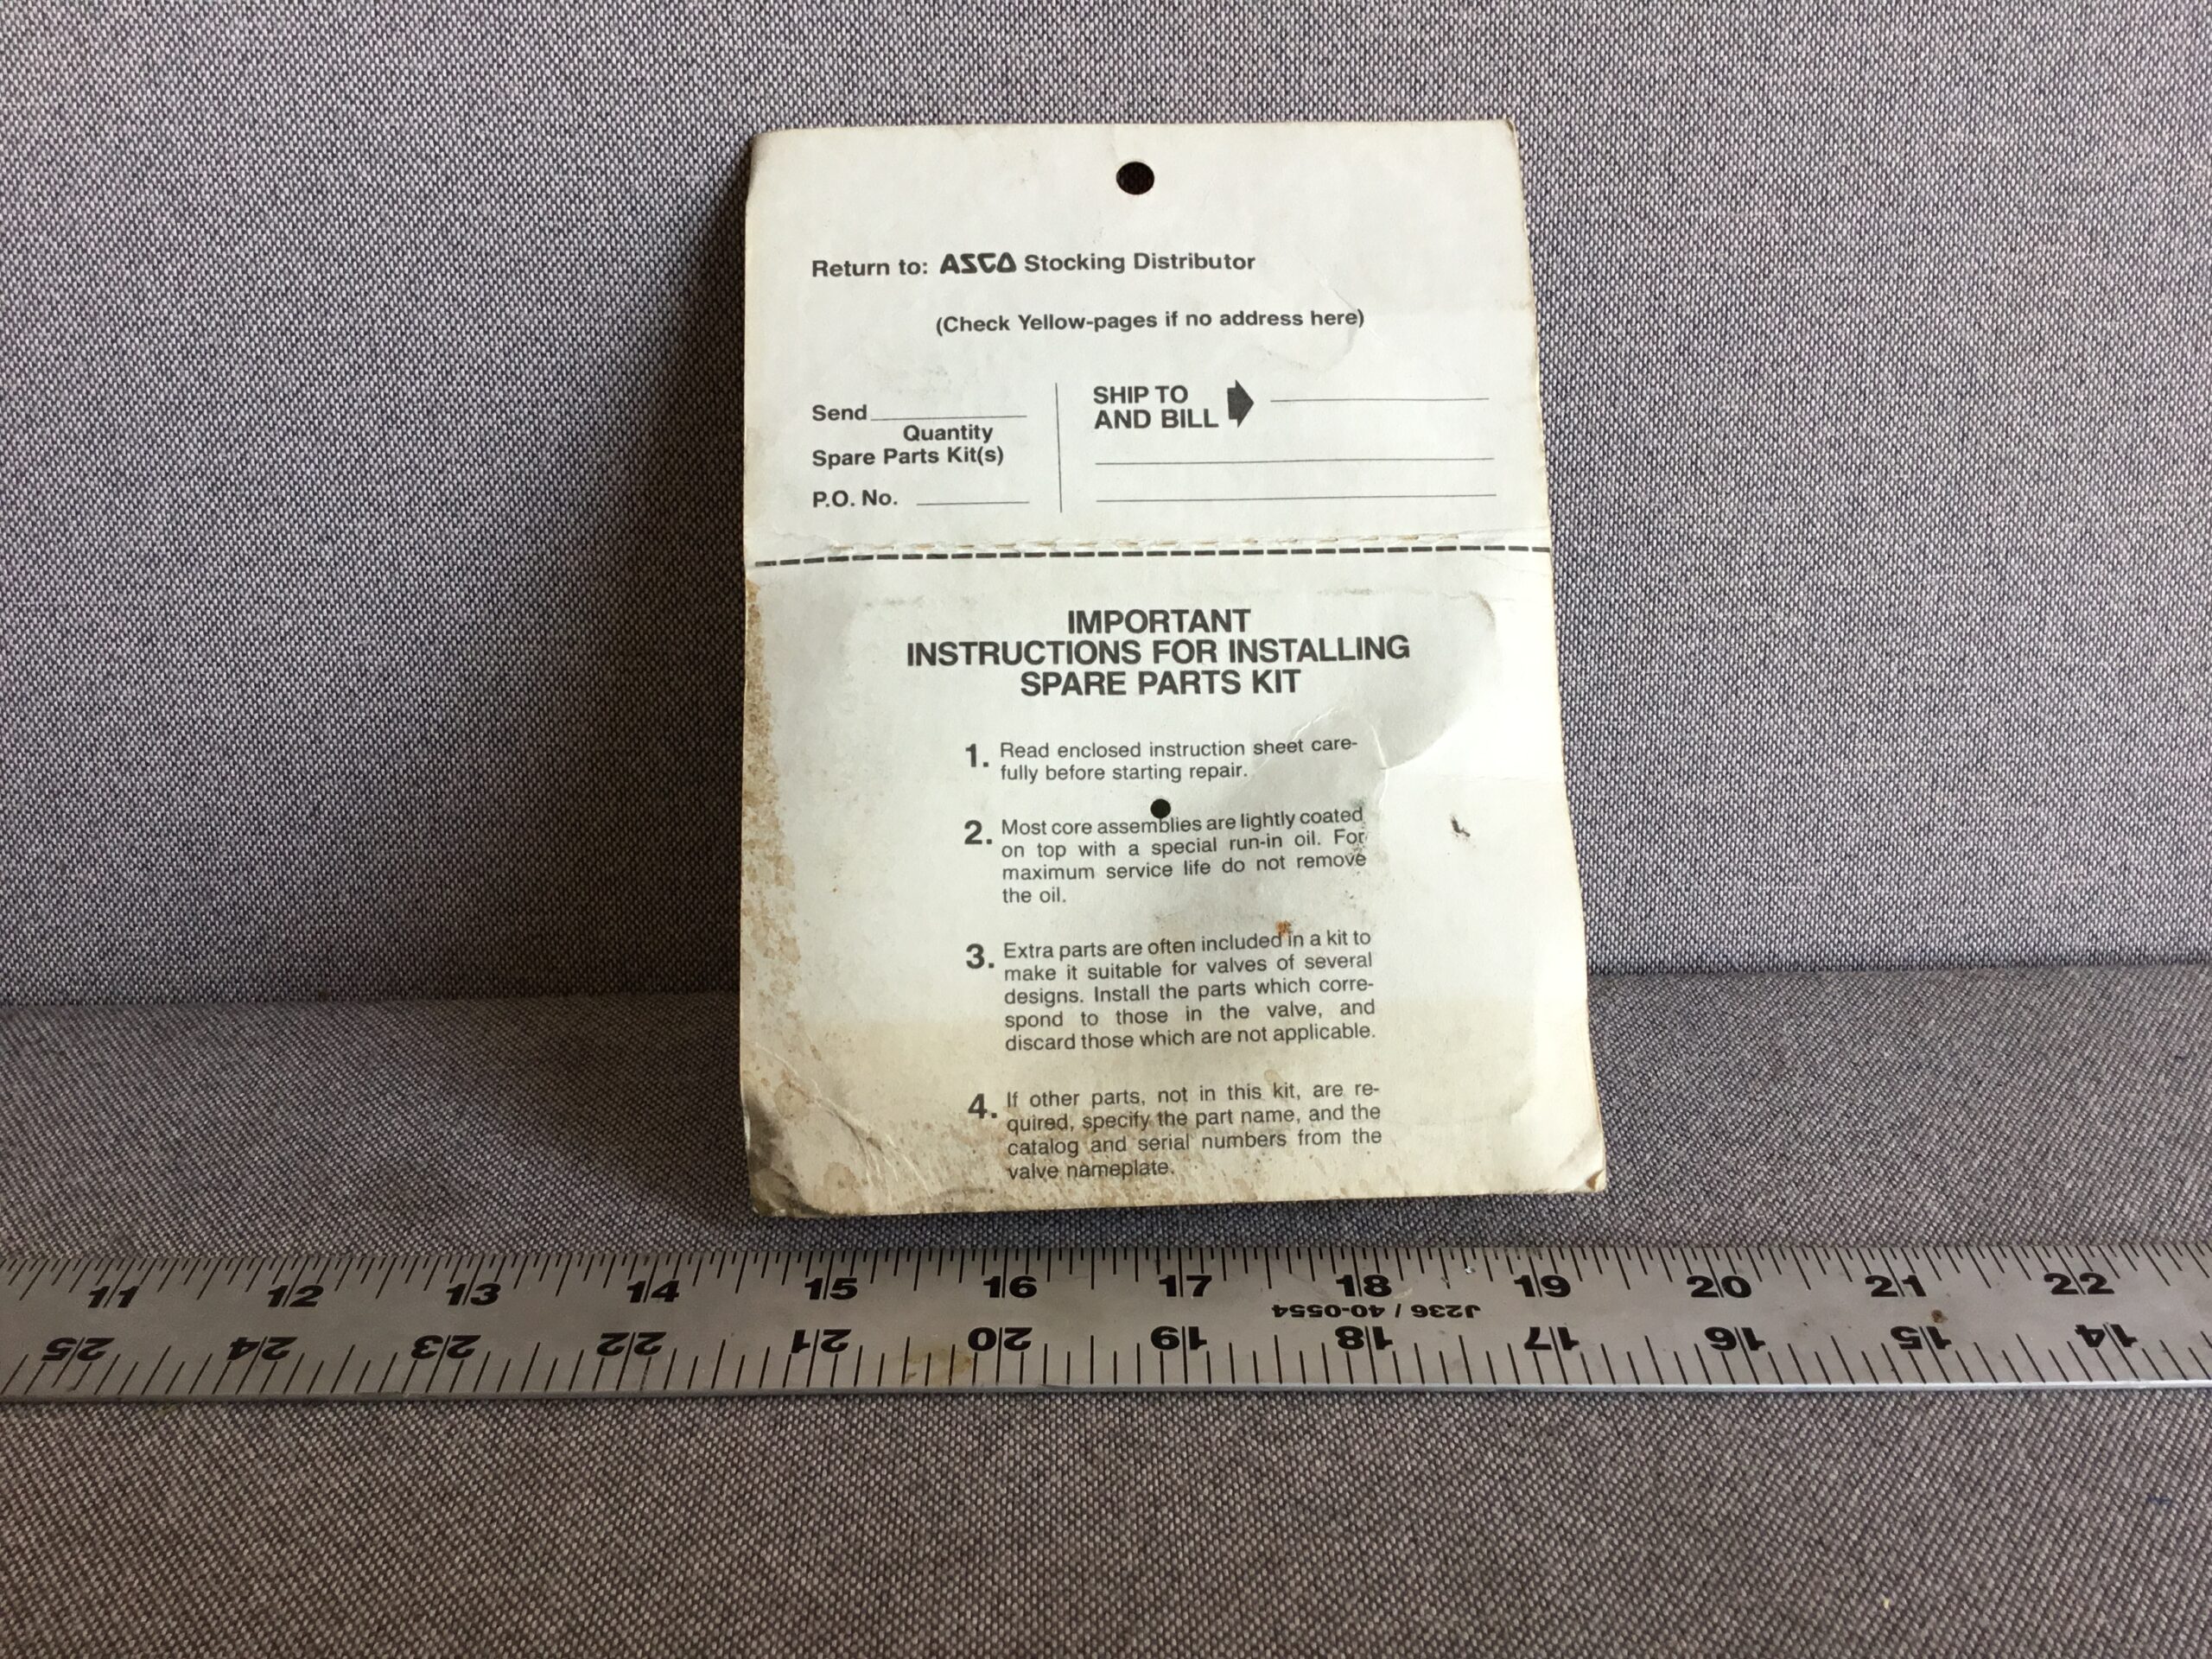 Return to: ASCO Stocking Distributor
(Check Yellow-pages if no address here)
Send
Quantity
Spare Parts Kit(s)
P.O. No.
SHIP TO
AND BILL
IMPORTANT
INSTRUCTIONS FOR INSTALLING
SPARE PARTS KIT
1. Read enclosed instruction sheet care-
fully before starting repair.
2. Most core assemblies are lightly coated
on top with a special run-in oil. For
maximum service life do not remove
the oil.
3. Extra parts are often included in a kit to
make it suitable for valves of several
designs. Install the parts which corre-
spond to those in the valve, and
discard those which are not applicable.
4. If other parts, not in this kit, are re-
quired, specify the part name, and the
catalog and serial numbers from the
valve nameplate.
11 12 13 14 15 16 17 18 19 20 21 22
J236 / 40-0554
25 24 23 22 21 20 19 18 17 16 15 14